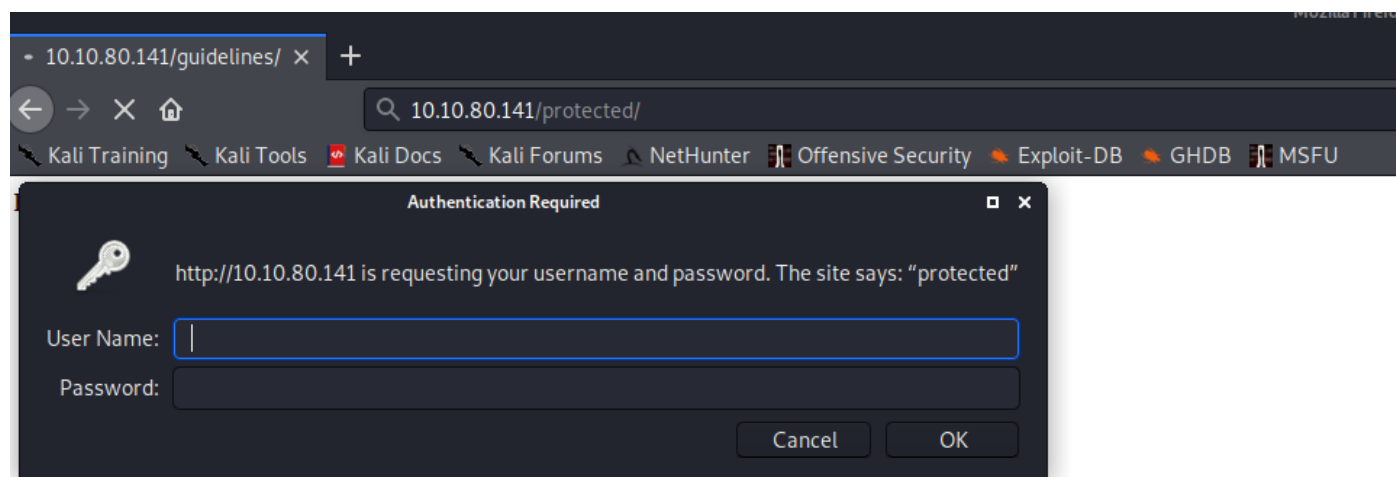 10.10.80.141/guidelines/
10.10.80.141/protected/
Kali Training Kali Tools Kali Docs Kali Forums NetHunter Offensive Security Exploit-DB GHDB MSFU
Authentication Required
http://10.10.80.141 is requesting your username and password. The site says: “protected”
User Name:
Password:
Cancel OK